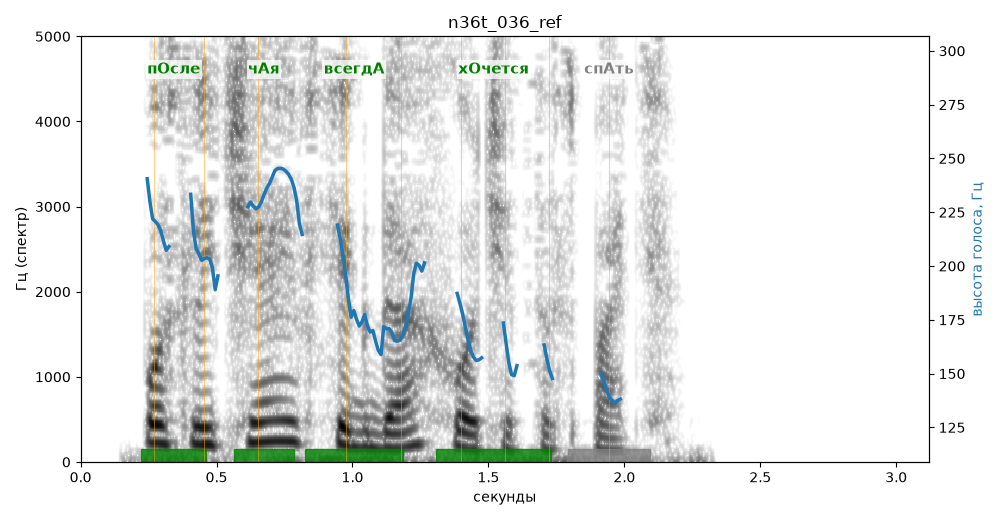 n36t_036_ref
пОсле чАя всегдА хОчется спАть
5000
4000
3000
2000
1000
0
Гц (спектр)
300
275
250
225
200
175
150
125
высота голоса, Гц
0.0 0.5 1.0 1.5 2.0 2.5 3.0
секунды